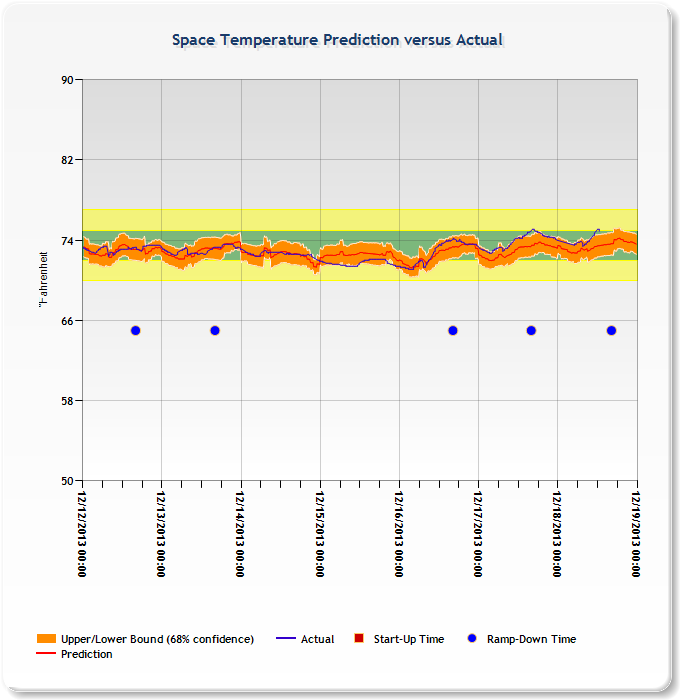 Space Temperature Prediction versus Actual
90
82
74
66
58
50
°Fahrenheit
12/12/2013 00:00
12/13/2013 00:00
12/14/2013 00:00
12/15/2013 00:00
12/16/2013 00:00
12/17/2013 00:00
12/18/2013 00:00
12/19/2013 00:00
Upper/Lower Bound (68% confidence)
Actual
Start-Up Time
Ramp-Down Time
Prediction